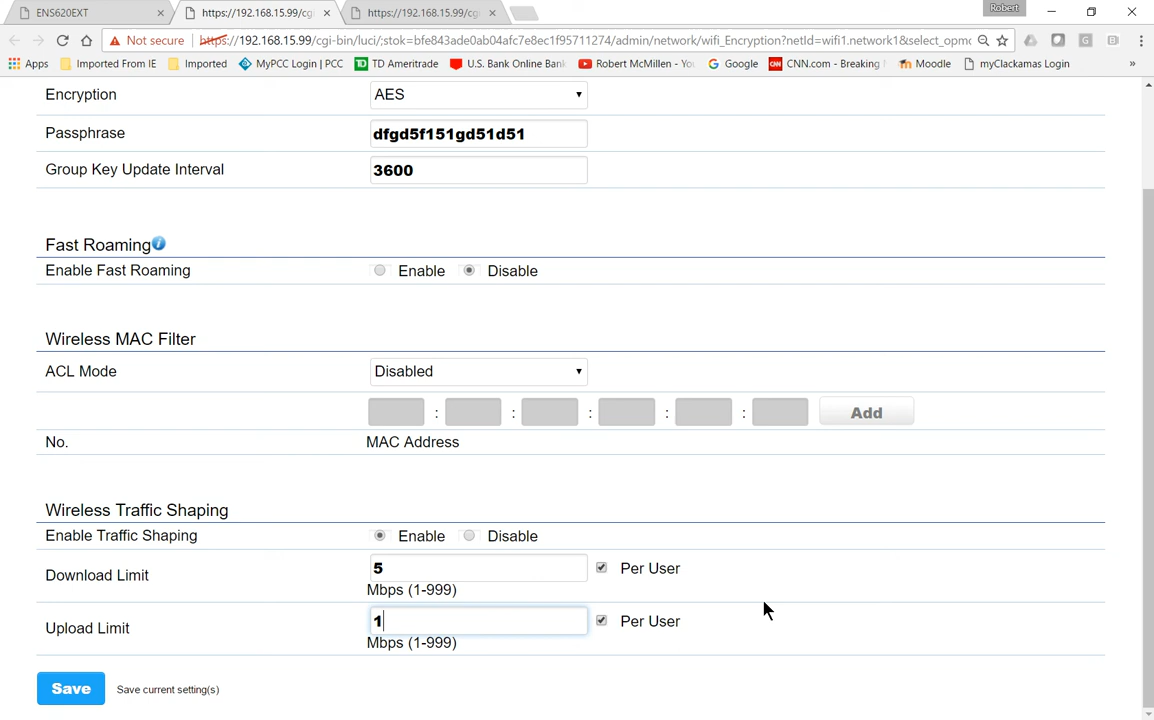 ENS620EXT
https://192.168.15.99/cgi
https://192.168.15.99/cgi
Robert
Not secure
https://192.168.15.99/cgi-bin/luci/;stok=bfe843ade0ab04afc7e8ec1f95711274/admin/network/wifi_Encryption?netId=wifi1.network1&select_opmo
Apps
Imported From IE
Imported
MyPCC Login | PCC
TD Ameritrade
U.S. Bank Online Bank
Robert McMillen - You
Google
CNN.com - Breaking
Moodle
myClackamas Login
»
Encryption
AES
Passphrase
dfgd5f151gd51d51
Group Key Update Interval
3600
Fast Roaming
Enable Fast Roaming
Enable
Disable
Wireless MAC Filter
ACL Mode
Disabled
: : : : :
Add
No.
MAC Address
Wireless Traffic Shaping
Enable Traffic Shaping
Enable
Disable
Download Limit
5
Per User
Mbps (1-999)
Upload Limit
1
Per User
Mbps (1-999)
Save
Save current setting(s)